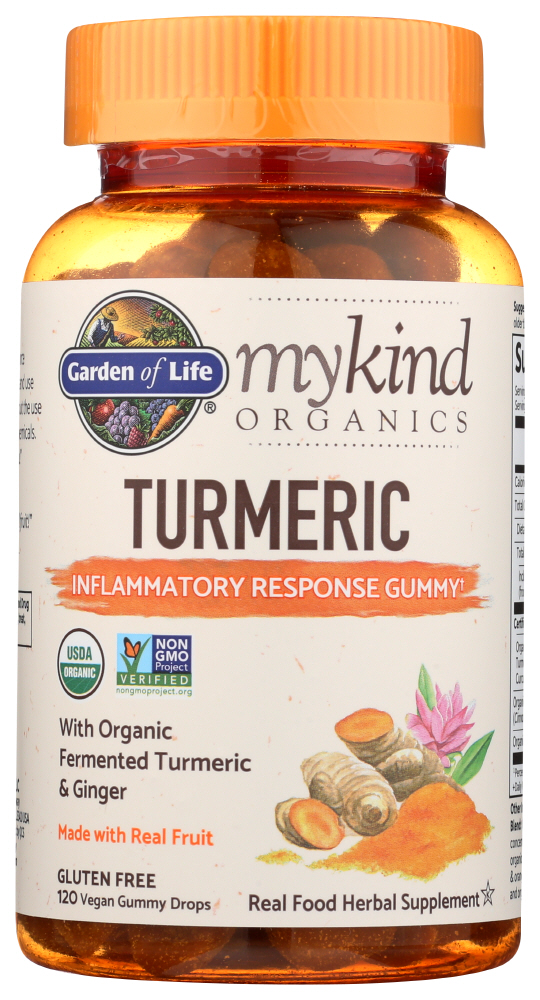 Garden of Life®
mykind
ORGANICS
TURMERIC
INFLAMMATORY RESPONSE GUMMY†
USDA
ORGANIC
NON
GMO
Project
VERIFIED
nongmoproject.org
With Organic
Fermented Turmeric
& Ginger
Made with Real Fruit
GLUTEN FREE
120 Vegan Gummy Drops
Real Food Herbal Supplement☆